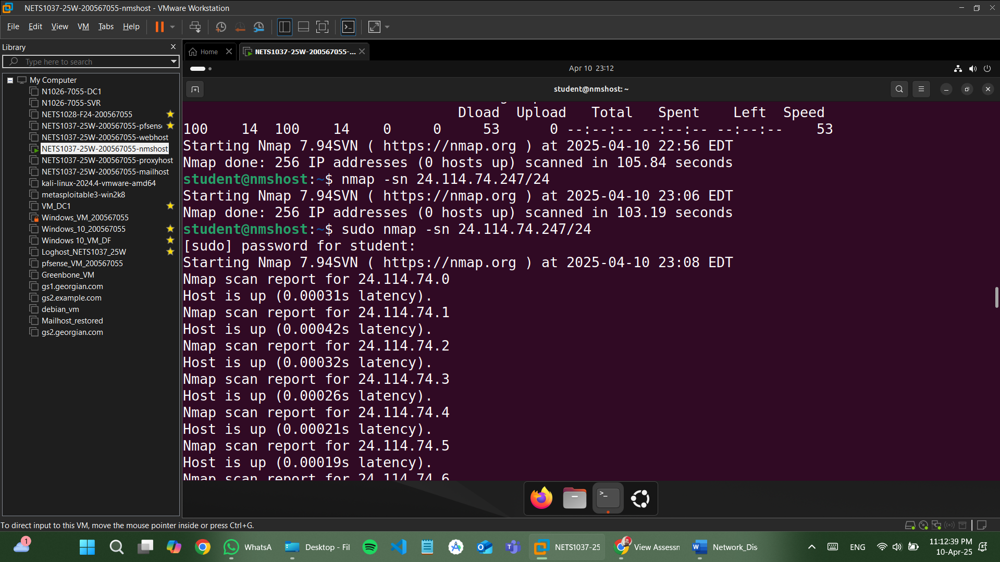 NETS1037-25W-200567055-nmshost - VMware Workstation
File Edit View VM Tabs Help
Library
Type here to search
My Computer
N1026-7055-DC1
N1026-7055-SVR
NETS1028-F24-200567055
NETS1037-25W-200567055-pfsens
NETS1037-25W-200567055-webhost
NETS1037-25W-200567055-nmshost
NETS1037-25W-200567055-proxyhost
NETS1037-25W-200567055-mailhost
kali-linux-2024.4-vmware-amd64
metasploitable3-win2k8
VM_DC1
Windows_VM_200567055
Windows_10_200567055
Windows 10_VM_DF
Loghost_NETS1037_25W
pfsense_VM_200567055
Greenbone_VM
gs1.georgian.com
gs2.example.com
debian_vm
Mailhost_restored
gs2.georgian.com
Home
NETS1037-25W-200567055-...
Apr 10 23:12
student@nmshost: ~
Dload Upload Total Spent Left Speed
100 14 100 14 0 0 53 0 --:--:-- --:--:-- --:--:-- 53
Starting Nmap 7.94SVN ( https://nmap.org ) at 2025-04-10 22:56 EDT
Nmap done: 256 IP addresses (0 hosts up) scanned in 105.84 seconds
student@nmshost:~$ nmap -sn 24.114.74.247/24
Starting Nmap 7.94SVN ( https://nmap.org ) at 2025-04-10 23:06 EDT
Nmap done: 256 IP addresses (0 hosts up) scanned in 103.19 seconds
student@nmshost:~$ sudo nmap -sn 24.114.74.247/24
[sudo] password for student:
Starting Nmap 7.94SVN ( https://nmap.org ) at 2025-04-10 23:08 EDT
Nmap scan report for 24.114.74.0
Host is up (0.00031s latency).
Nmap scan report for 24.114.74.1
Host is up (0.00042s latency).
Nmap scan report for 24.114.74.2
Host is up (0.00032s latency).
Nmap scan report for 24.114.74.3
Host is up (0.00026s latency).
Nmap scan report for 24.114.74.4
Host is up (0.00021s latency).
Nmap scan report for 24.114.74.5
Host is up (0.00019s latency).
Nmap scan report for 24.114.74.6
To direct input to this VM, move the mouse pointer inside or press Ctrl+G.
1
WhatsA
Desktop - Fil
NETS1037-25
View Assessn
Network_Dis
ENG
11:12:39 PM
10-Apr-25